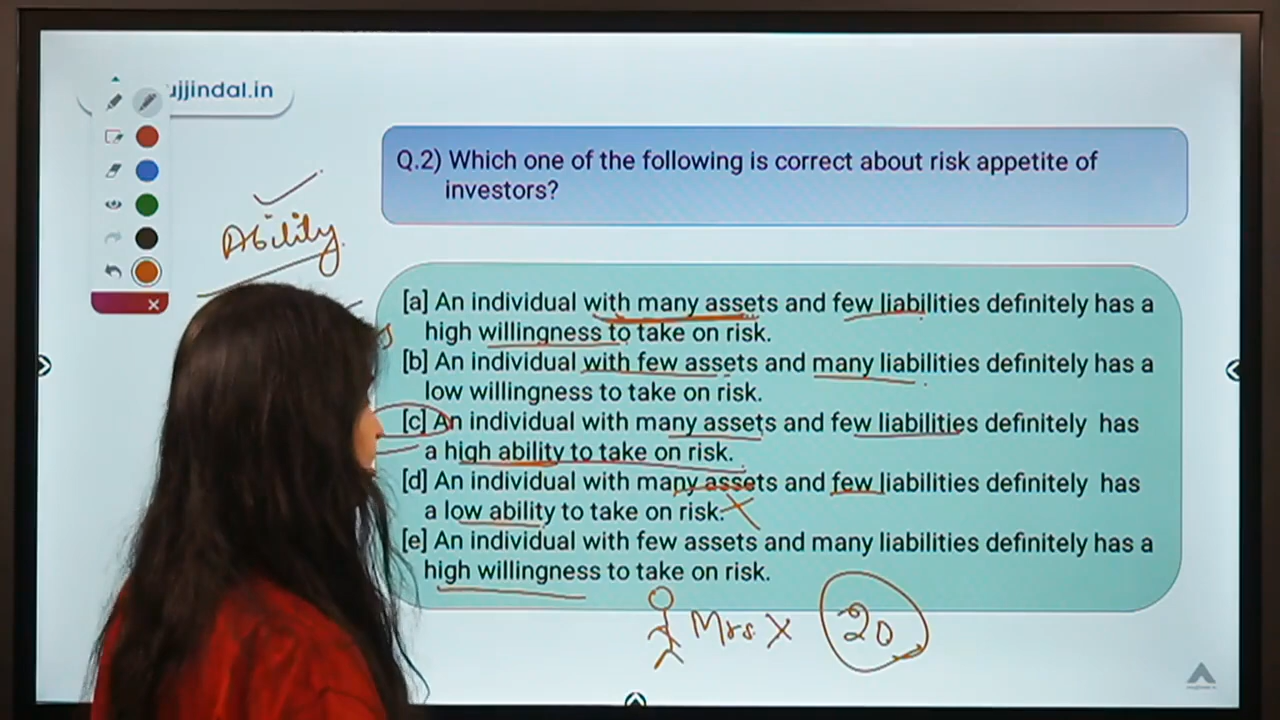 ujjindal.in
Q.2) Which one of the following is correct about risk appetite of
investors?
Ability
[a] An individual with many assets and few liabilities definitely has a
high willingness to take on risk.
[b] An individual with few assets and many liabilities definitely has a
low willingness to take on risk.
[c] An individual with many assets and few liabilities definitely has
a high ability to take on risk.
[d] An individual with many assets and few liabilities definitely has
a low ability to take on risk.
[e] An individual with few assets and many liabilities definitely has a
high willingness to take on risk.
Mrs. X 20